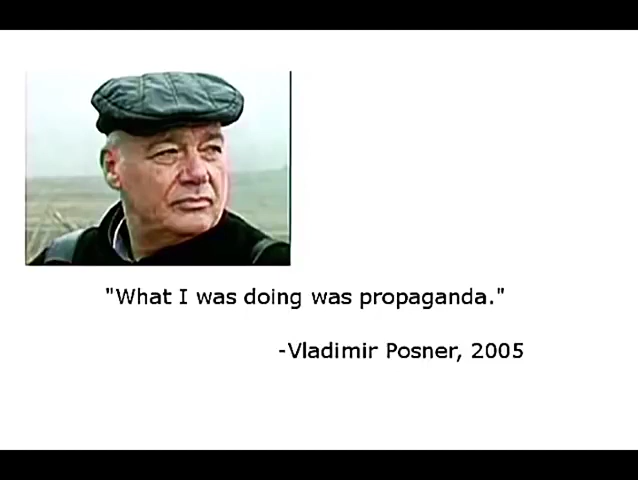 "What I was doing was propaganda."
-Vladimir Posner, 2005